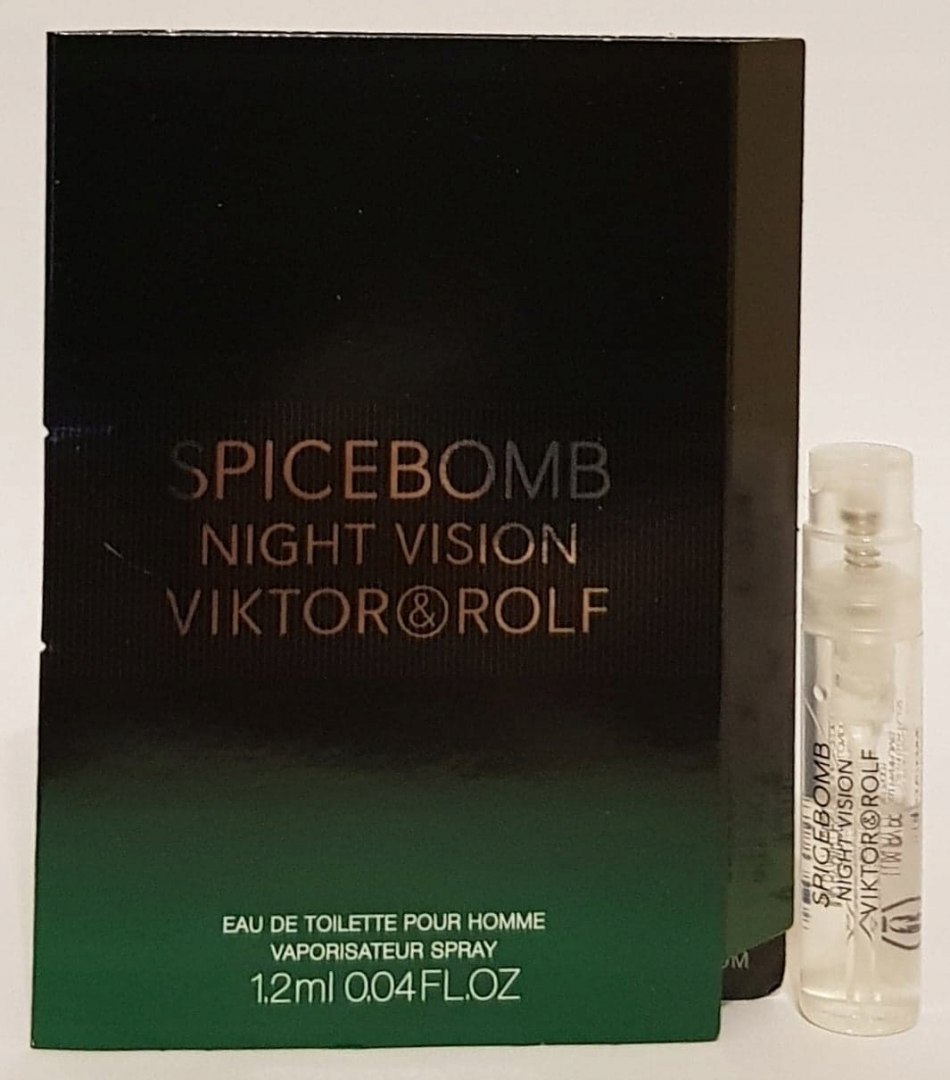 SPICEBOMB
NIGHT VISION
VIKTOR&ROLF
EAU DE TOILETTE POUR HOMME
VAPORISATEUR SPRAY
1.2ml 0.04FL.OZ
SPICEBOMB
NIGHT VISION
VIKTOR&ROLF